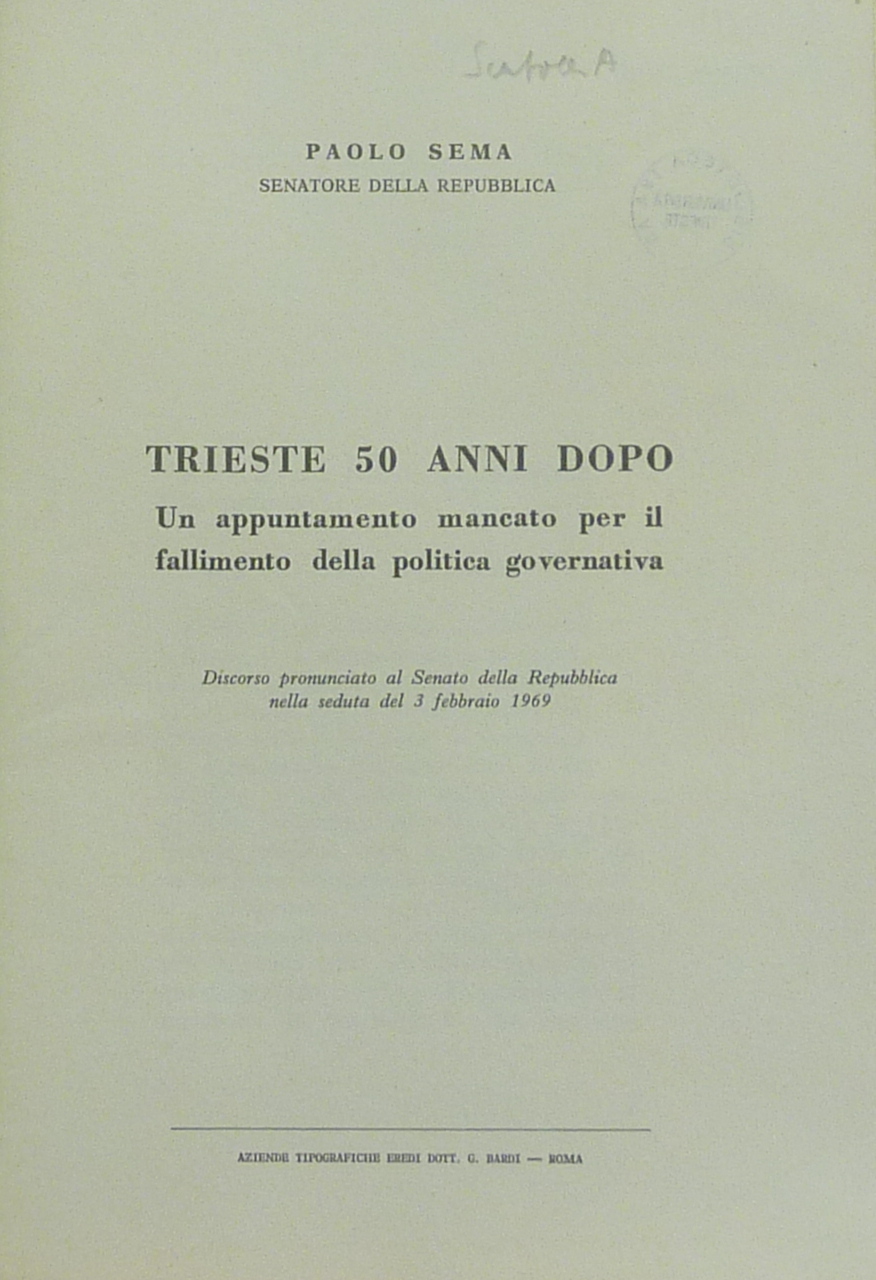 Scatola A
PAOLO SEMA
SENATORE DELLA REPUBBLICA
TRIESTE 50 ANNI DOPO
Un appuntamento mancato per il
fallimento della politica governativa
Discorso pronunciato al Senato della Repubblica
nella seduta del 3 febbraio 1969
AZIENDE TIPOGRAFICHE EREDI DOTT. G. BARDI — ROMA